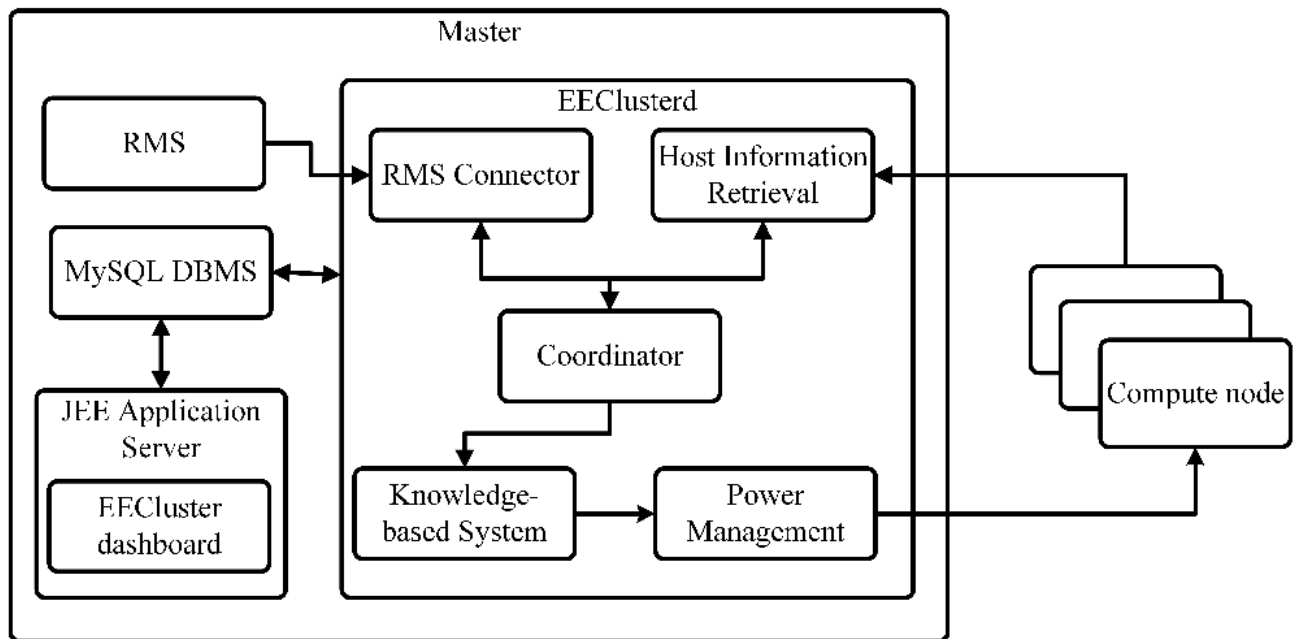 Master
EEClusterd
RMS
RMS Connector
Host Information
Retrieval
MySQL DBMS
Coordinator
Compute node
JEE Application
Server
EECluster
dashboard
Knowledge-
based System
Power
Management